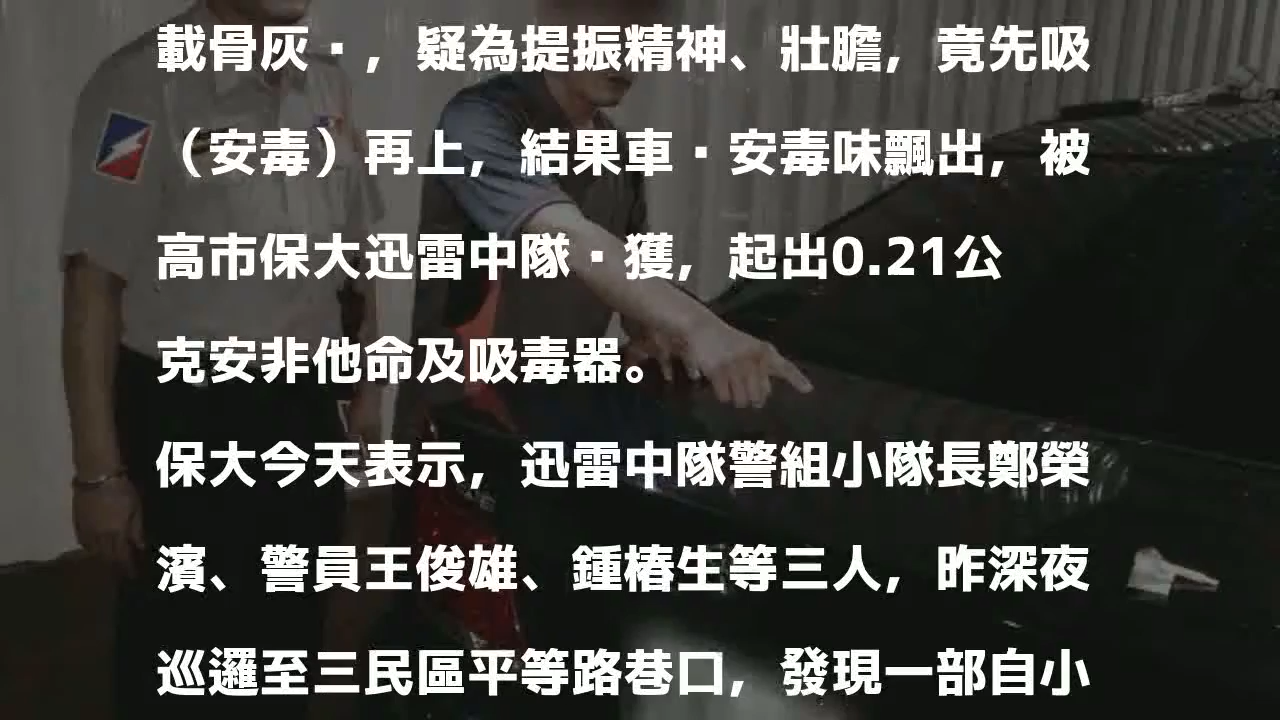 載骨灰·，疑為提振精神、壯膽，竟先吸
（安毒）再上，結果車·安毒味飄出，被
高市保大迅雷中隊·獲，起出0.21公
克安非他命及吸毒器。
保大今天表示，迅雷中隊警組小隊長鄭榮
濱、警員王俊雄、鍾椿生等三人，昨深夜
巡邏至三民區平等路巷口，發現一部自小